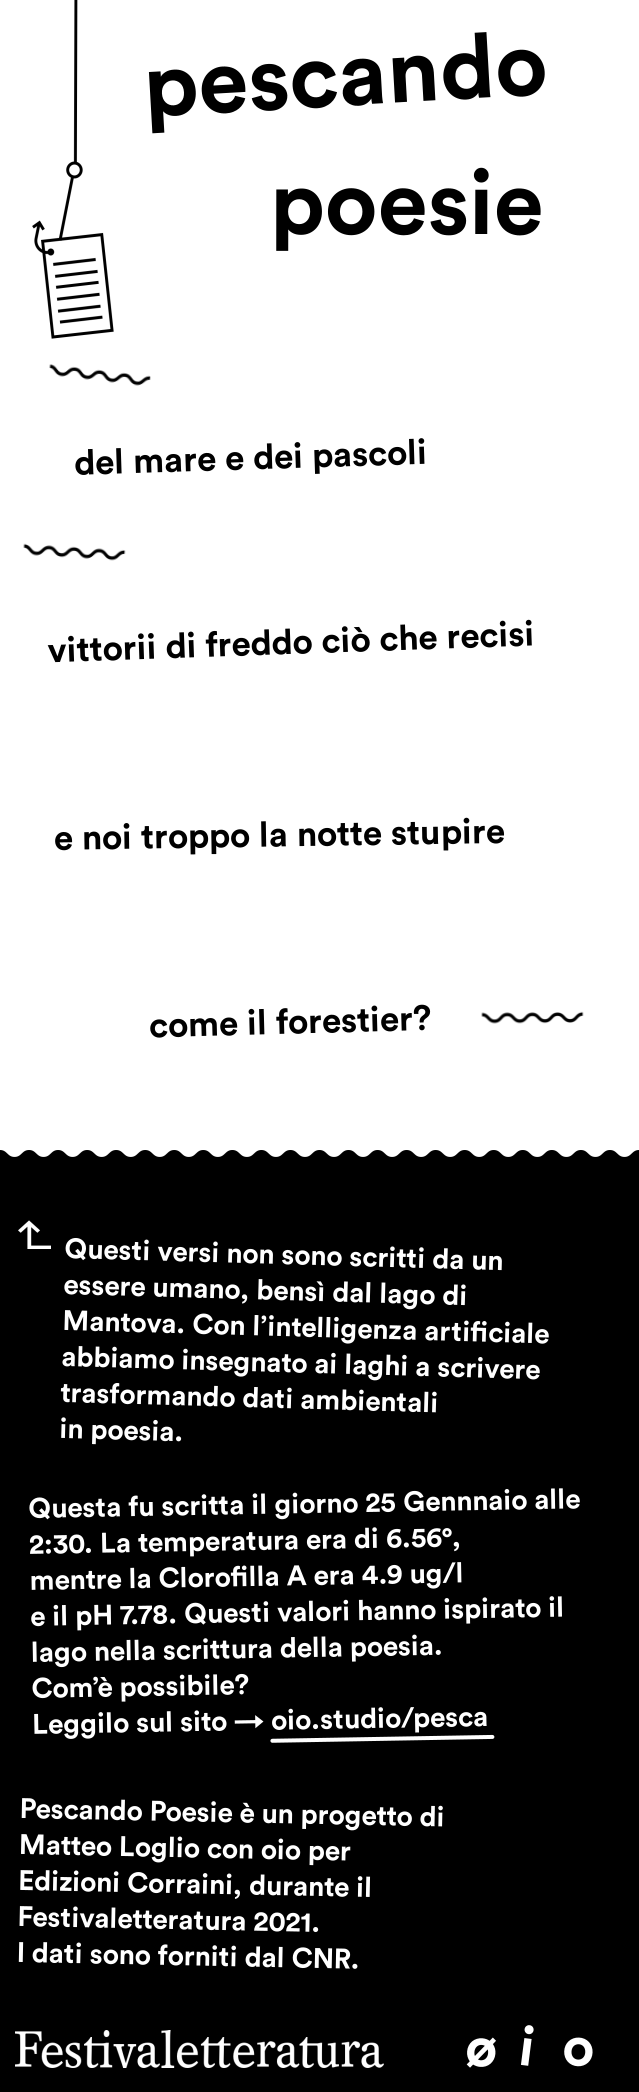 pescando
poesie
del mare e dei pascoli
vittorii di freddo ciò che recisi
e noi troppo la notte stupire
come il forestier?
Questi versi non sono scritti da un
essere umano, bensì dal lago di
Mantova. Con l’intelligenza artificiale
abbiamo insegnato ai laghi a scrivere
trasformando dati ambientali
in poesia.
Questa fu scritta il giorno 25 Gennnaio alle
2:30. La temperatura era di 6.56°,
mentre la Clorofilla A era 4.9 ug/l
e il pH 7.78. Questi valori hanno ispirato il
lago nella scrittura della poesia.
Com’è possibile?
Leggilo sul sito → oio.studio/pesca
Pescando Poesie è un progetto di
Matteo Loglio con oio per
Edizioni Corraini, durante il
Festivaletteratura 2021.
I dati sono forniti dal CNR.
Festivaletteratura ø i o